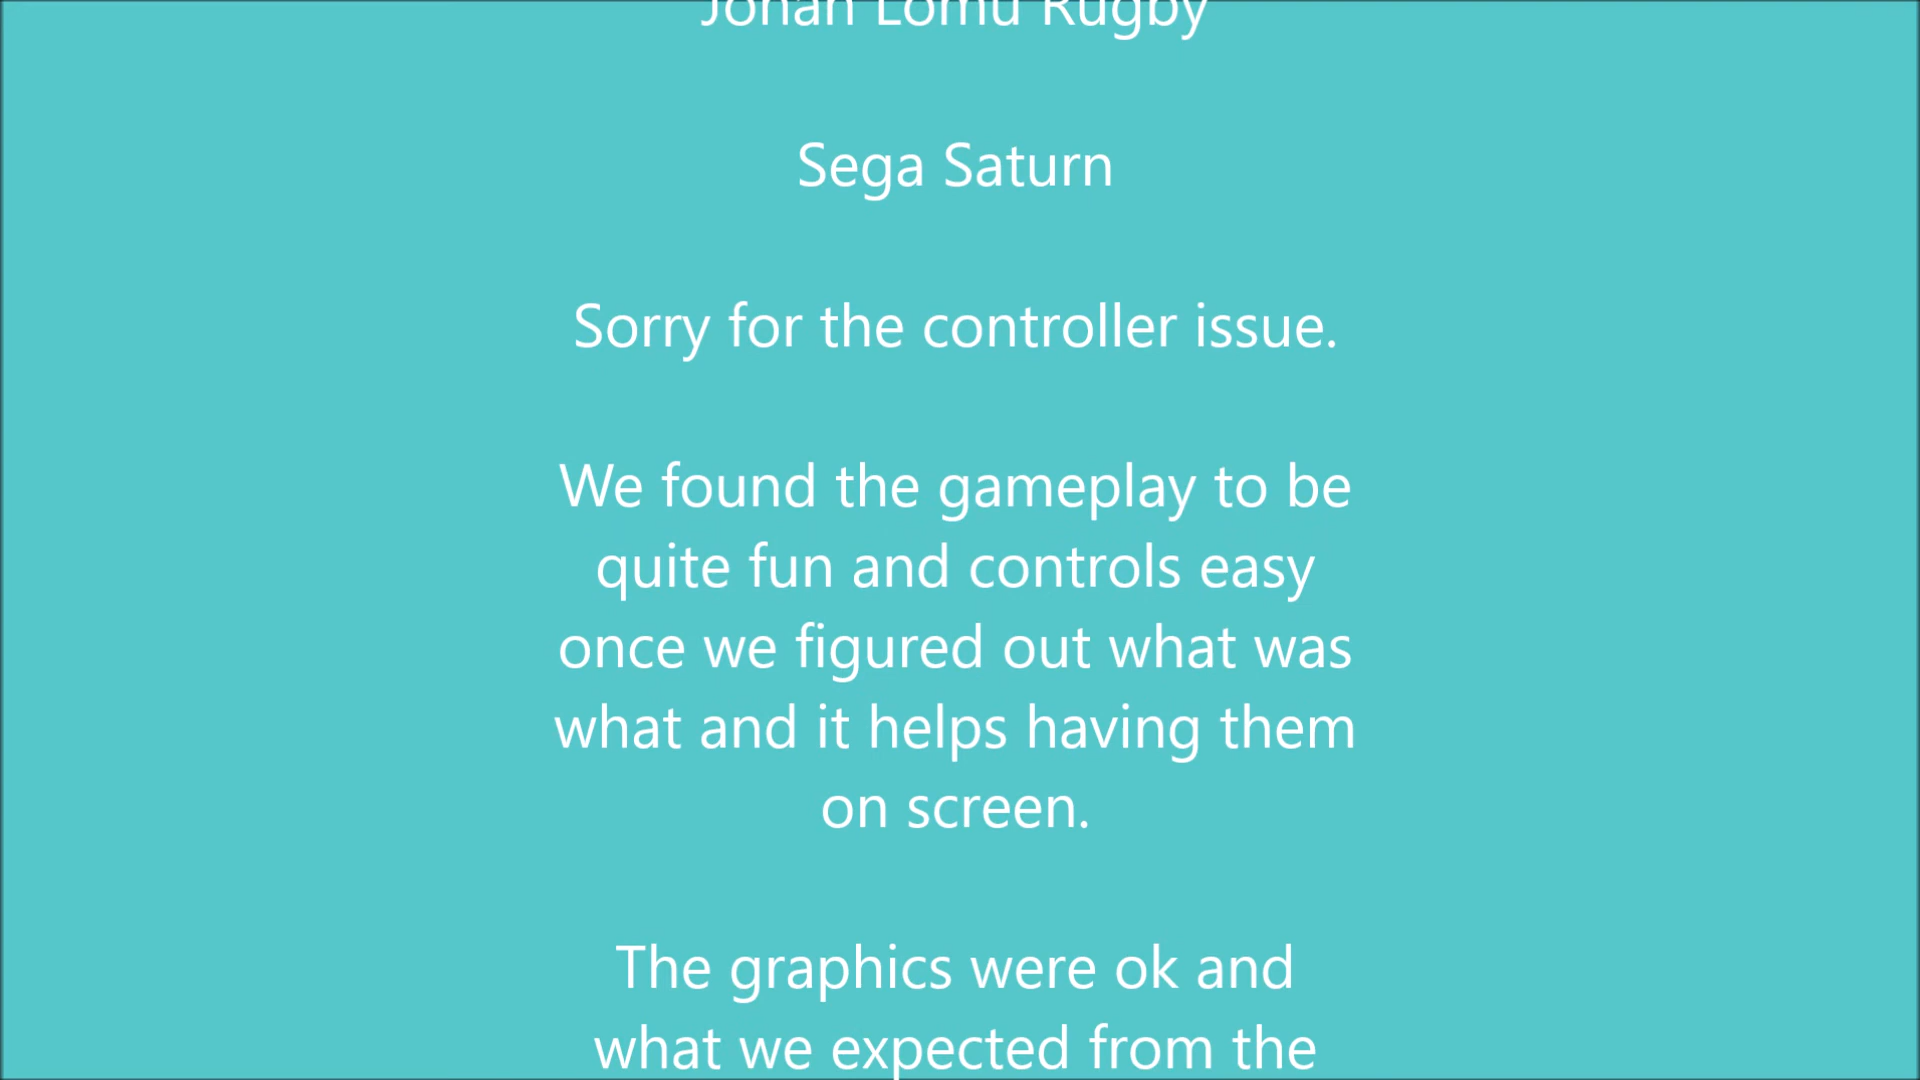 Jonah Lomu Rugby
Sega Saturn
Sorry for the controller issue.
We found the gameplay to be
quite fun and controls easy
once we figured out what was
what and it helps having them
on screen.
The graphics were ok and
what we expected from the